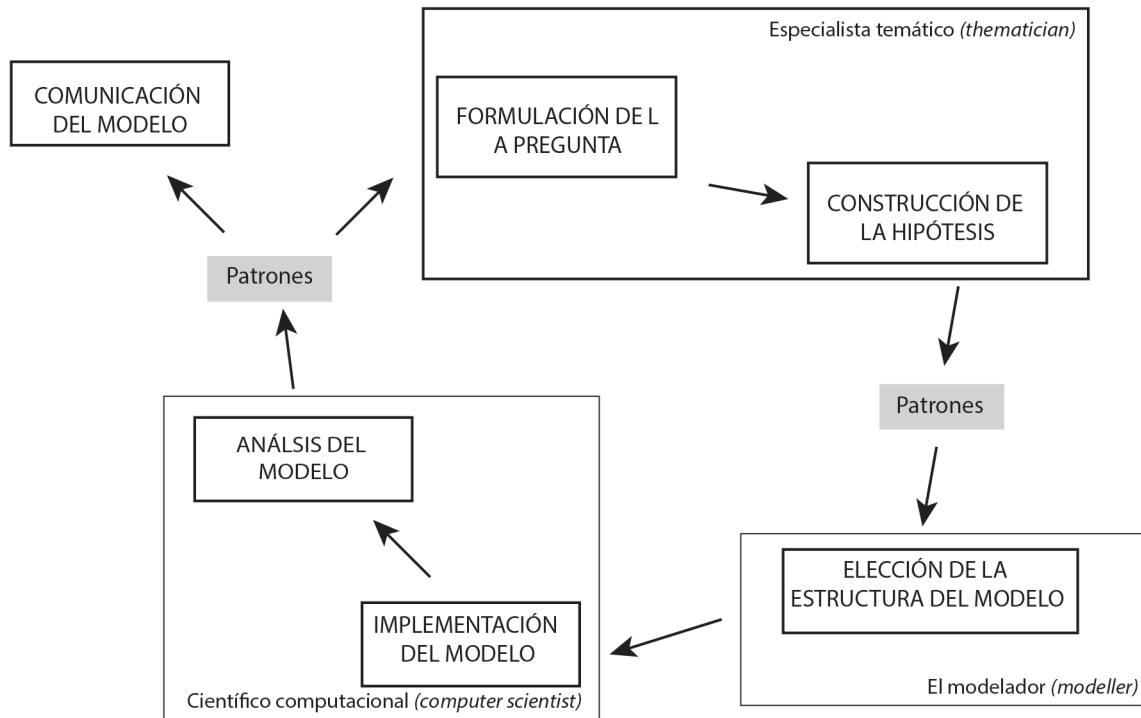 Especialista temático (thematician)
COMUNICACIÓN
DEL MODELO
FORMULACIÓN DE L
A PREGUNTA
CONSTRUCCIÓN DE
LA HIPÓTESIS
Patrones
Patrones
ANÁLSIS DEL
MODELO
ELECCIÓN DE LA
ESTRUCTURA DEL MODELO
IMPLEMENTACIÓN
DEL MODELO
El modelador (modeller)
Científico computacional (computer scientist)